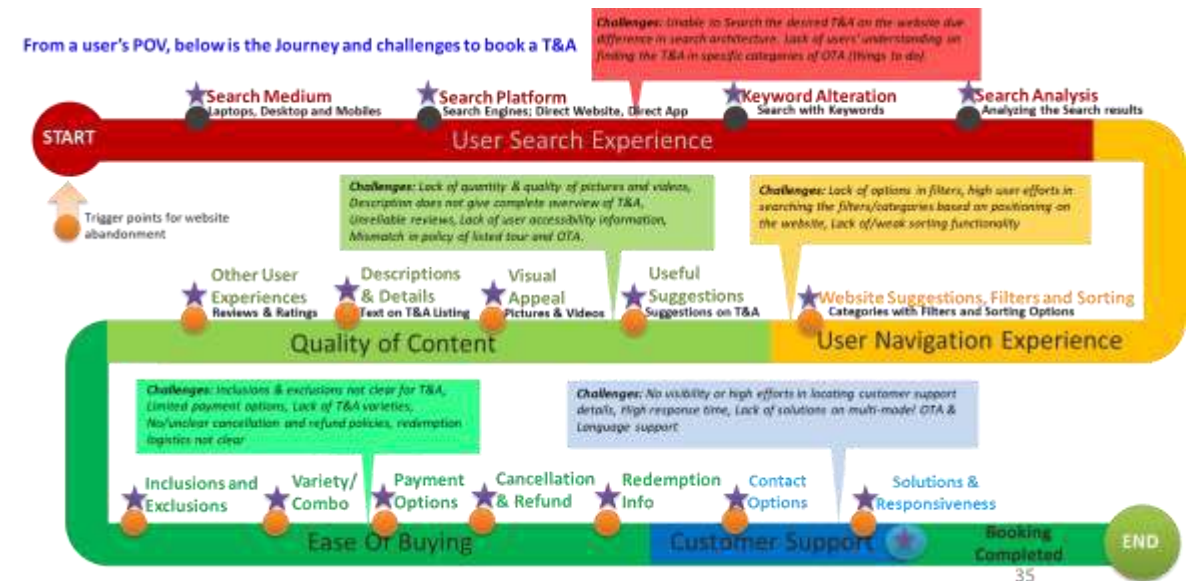 From a user's POV, below is the Journey and challenges to book a T&A
Challenges: Unable to Search the desired T&A on the website due
difference in search architecture. Lack of users' understanding on
finding the T&A in specific categories of OTA (things to do).
Search Medium
Laptops, Desktop and Mobiles
Search Platform
Search Engines; Direct Website, Direct App
Keyword Alteration
Search with Keywords
Search Analysis
Analyzing the Search results
START
User Search Experience
Trigger points for website
abandonment
Challenges: Lack of quantity & quality of pictures and videos,
Description does not give complete overview of T&A,
Unreliable reviews, Lack of user accessibility information,
Mismatch in policy of listed tour and OTA.
Challenges: Lack of options in filters, high user efforts in
searching the filters/categories based on positioning on
the website, Lack of/weak sorting functionality
Other User
Experiences
Reviews & Ratings
Descriptions
& Details
Text on T&A Listing
Visual
Appeal
Pictures & Videos
Useful
Suggestions
Suggestions on T&A
Website Suggestions, Filters and Sorting
Categories with Filters and Sorting Options
Quality of Content
User Navigation Experience
Challenges: Inclusions & exclusions not clear for T&A,
Limited payment options, Lack of T&A varieties,
No/unclear cancellation and refund policies, redemption
logistics not clear
Challenges: No visibility or high efforts in locating customer support
details, High response time, Lack of solutions on multi-model OTA &
Language support
Inclusions and
Exclusions
Variety/
Combo
Payment
Options
Cancellation
& Refund
Redemption
Info
Contact
Options
Solutions &
Responsiveness
Ease Of Buying
Customer Support
Booking
Completed
END
35